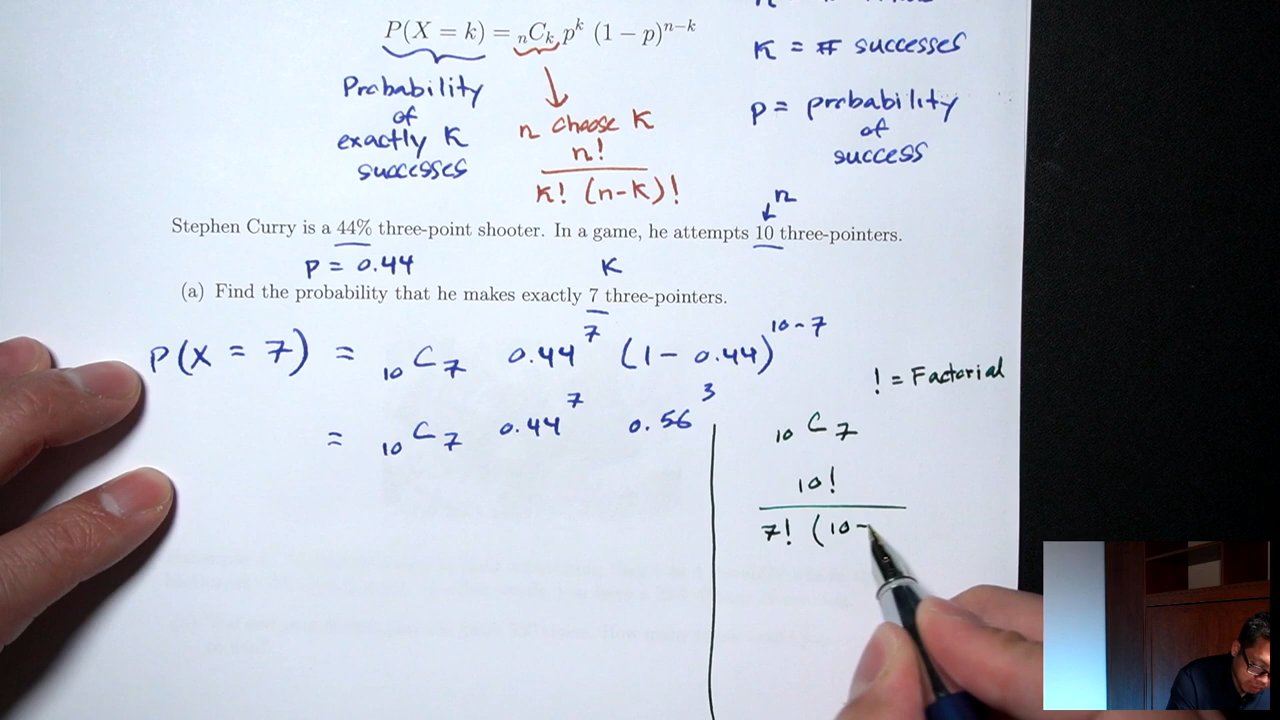 P(X = k) = nCk p^k (1 − p)^{n−k}
K = # successes
Probability
of
exactly K
successes
n choose K
n!
K! (n-K)!
p = probability
of
success
n
Stephen Curry is a 44% three-point shooter. In a game, he attempts 10 three-pointers.
P = 0.44
K
(a) Find the probability that he makes exactly 7 three-pointers.
P(X = 7) = 10C7 0.44^7 (1 - 0.44)^{10-7}
! = Factorial
= 10C7 0.44^7 0.56^3
10C7
10!
7! (10-